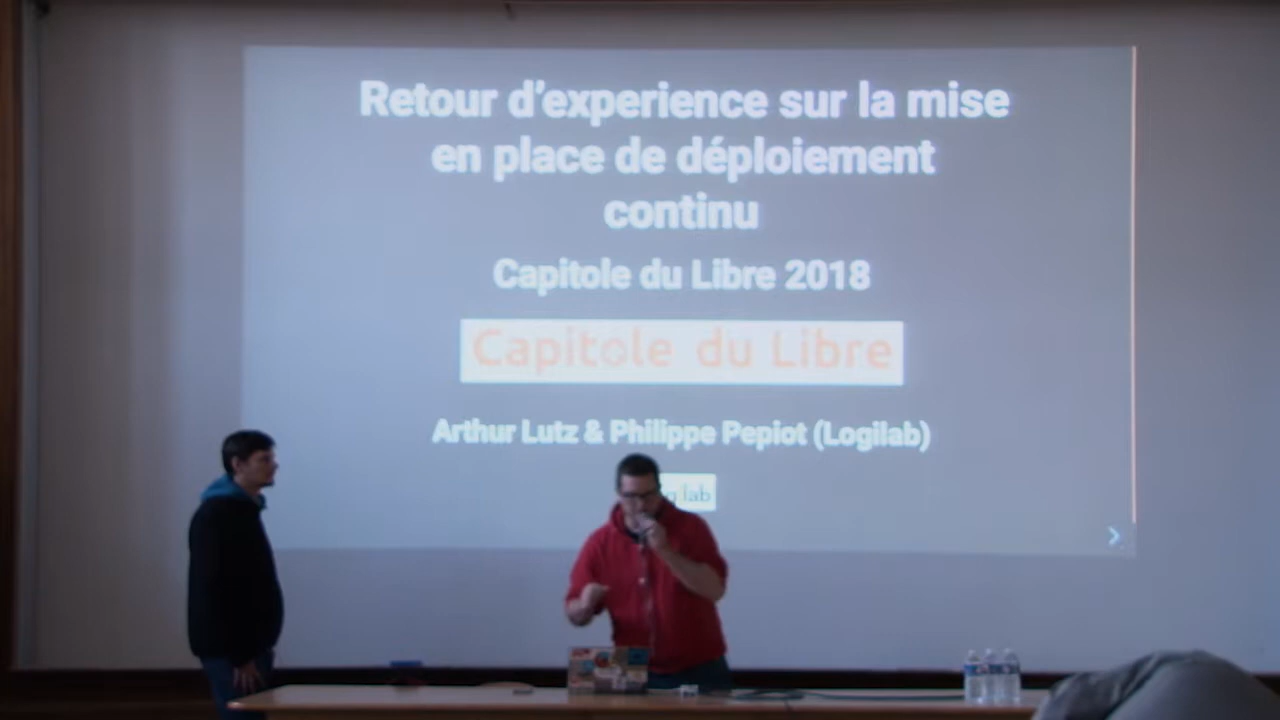 Retour d'experience sur la mise
en place de déploiement
continu
Capitole du Libre 2018
Capitole du Libre
Arthur Lutz & Philippe Pepiot (Logilab)
lab